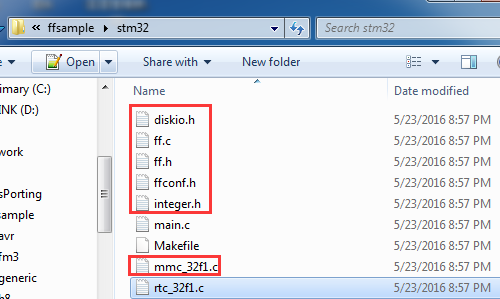 « ffsample ▸ stm32
Search stm32
Open Share with New folder
Name Date modified
rimary (C:)
NK (D:)
work
sPorting
sample
avr
fm3
generic
diskio.h 5/23/2016 8:57 PM
ff.c 5/23/2016 8:57 PM
ff.h 5/23/2016 8:57 PM
ffconf.h 5/23/2016 8:57 PM
integer.h 5/23/2016 8:57 PM
main.c 5/23/2016 8:57 PM
Makefile 5/23/2016 8:57 PM
mmc_32f1.c 5/23/2016 8:57 PM
rtc_32f1.c 5/23/2016 8:57 PM